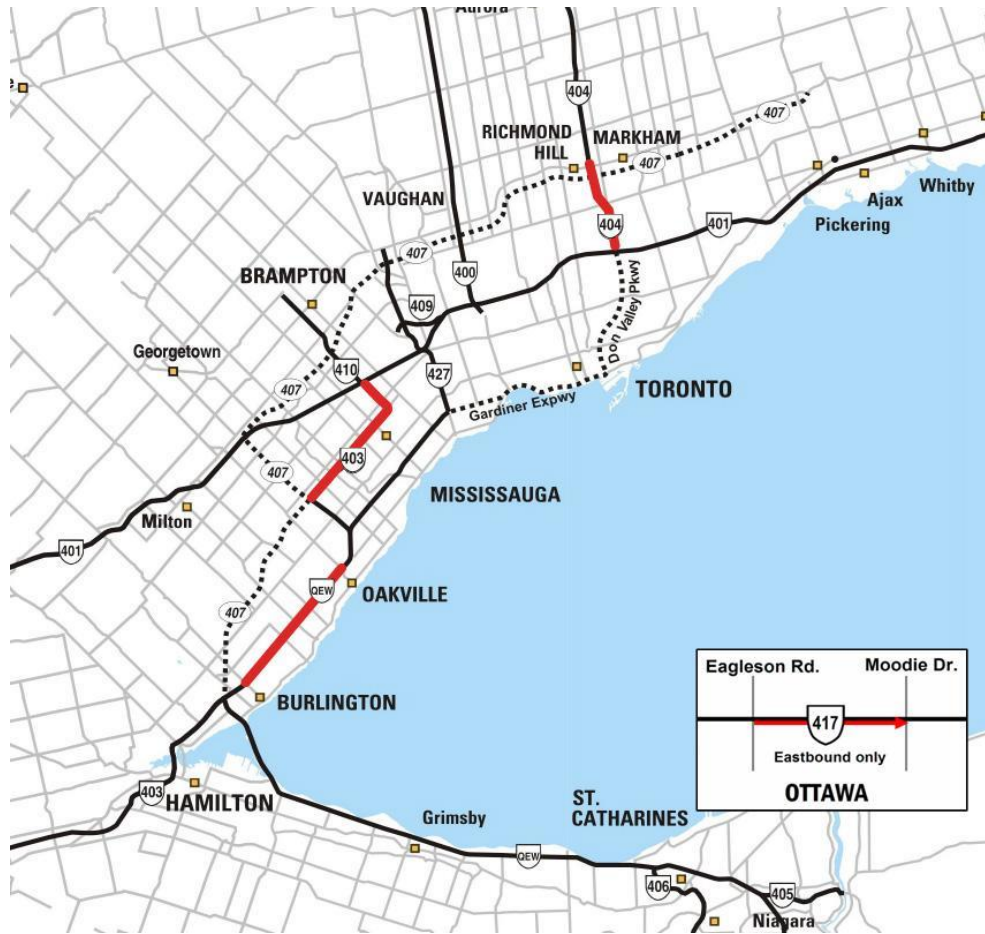 Aurora
e
404
RICHMOND
HILL
MARKHAM
407
407
VAUGHAN
404
401
Whitby
Ajax
Pickering
407
400
BRAMPTON
409
Don Valley Pkwy
Georgetown
410
427
TORONTO
Gardiner Expwy
407
403
407
MISSISSAUGA
Milton
401
QEW
OAKVILLE
407
BURLINGTON
Eagleson Rd.
Moodie Dr.
417
Eastbound only
OTTAWA
403
HAMILTON
Grimsby
ST.
CATHARINES
QEW
406
405
Niagara